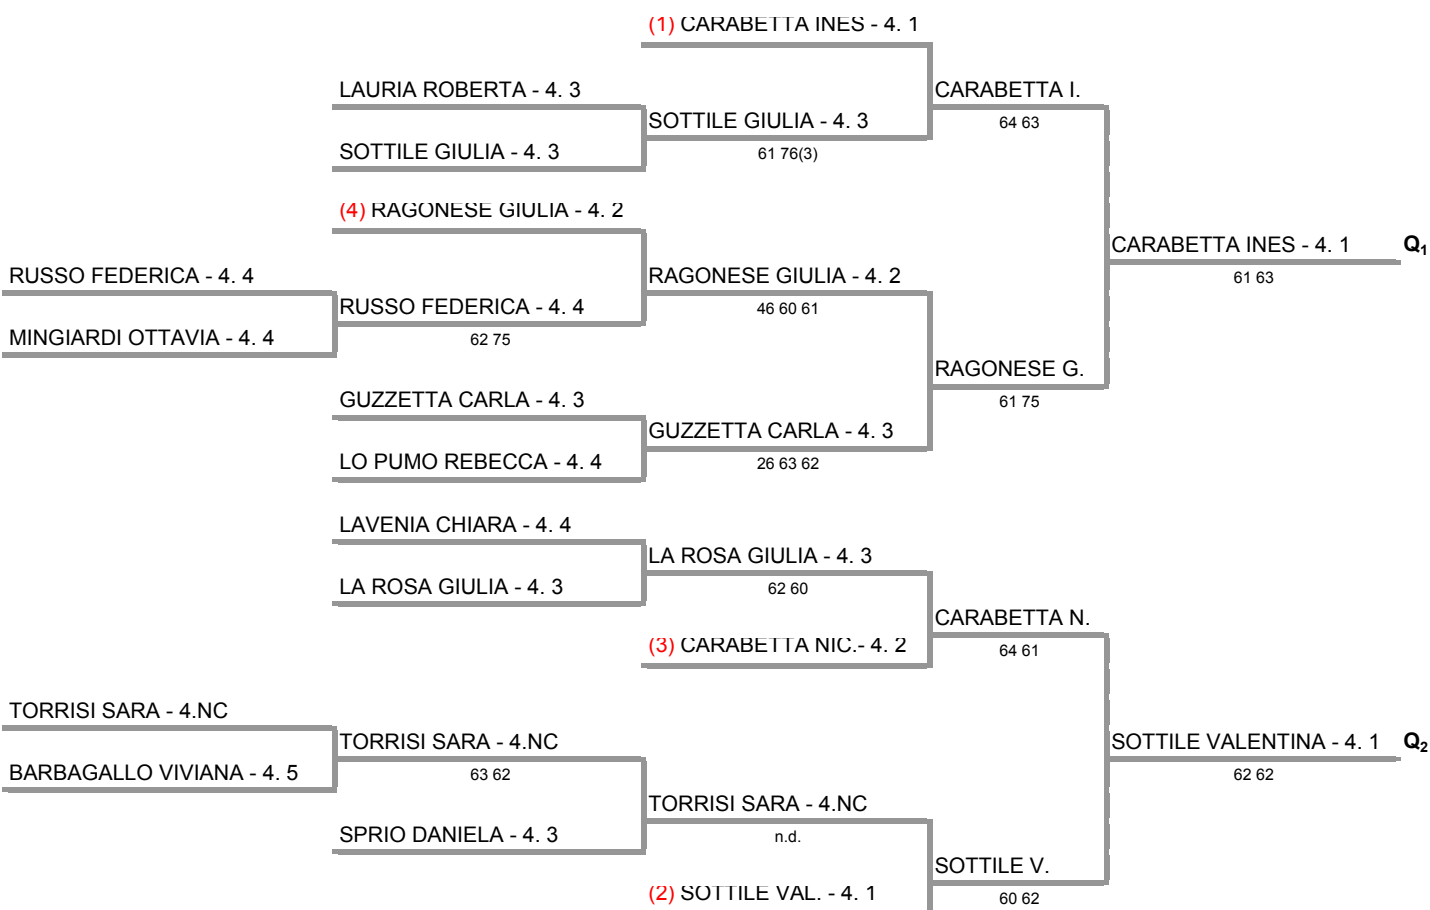 (1) CARABETTA INES - 4. 1
LAURIA ROBERTA - 4. 3
CARABETTA I.
SOTTILE GIULIA - 4. 3
64 63
SOTTILE GIULIA - 4. 3
61 76(3)
(4) RAGONESE GIULIA - 4. 2
CARABETTA INES - 4. 1 Q1
RUSSO FEDERICA - 4. 4
RAGONESE GIULIA - 4. 2
61 63
RUSSO FEDERICA - 4. 4
46 60 61
MINGIARDI OTTAVIA - 4. 4
62 75
RAGONESE G.
GUZZETTA CARLA - 4. 3
61 75
GUZZETTA CARLA - 4. 3
LO PUMO REBECCA - 4. 4
26 63 62
LAVENIA CHIARA - 4. 4
LA ROSA GIULIA - 4. 3
LA ROSA GIULIA - 4. 3
62 60
CARABETTA N.
(3) CARABETTA NIC.- 4. 2
64 61
TORRISI SARA - 4.NC
TORRISI SARA - 4.NC
SOTTILE VALENTINA - 4. 1 Q2
BARBAGALLO VIVIANA - 4. 5
63 62
62 62
TORRISI SARA - 4.NC
SPRIO DANIELA - 4. 3
n.d.
SOTTILE V.
(2) SOTTILE VAL. - 4. 1
60 62